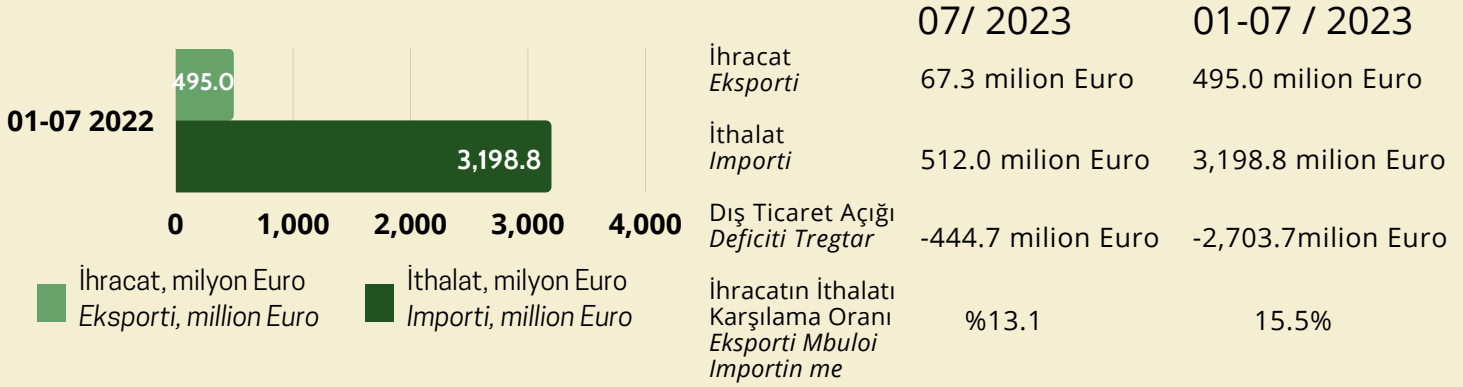 495.0
01-07 2022
3,198.8
0 1,000 2,000 3,000 4,000
İhracat, milyon Euro
Eksporti, million Euro
İthalat, milyon Euro
Importi, million Euro
07/ 2023 01-07 / 2023
İhracat
Eksporti
67.3 milion Euro 495.0 milion Euro
İthalat
Importi
512.0 milion Euro 3,198.8 milion Euro
Dış Ticaret Açığı
Deficiti Tregtar
-444.7 milion Euro -2,703.7milion Euro
İhracatın İthalatı
Karşılama Oranı
Eksporti Mbuloi
Importin me
%13.1 15.5%